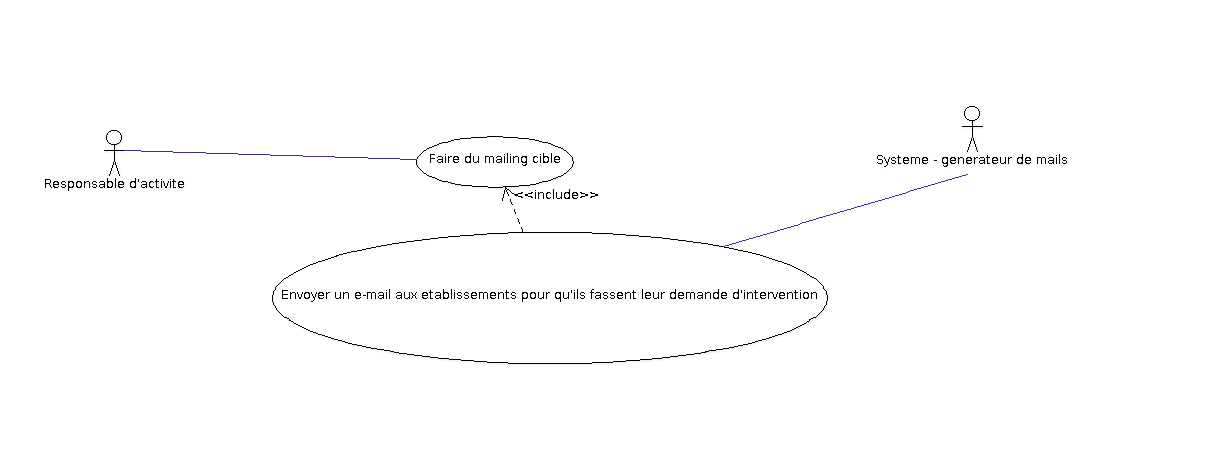 Faire du mailing cible
Systeme - generateur de mails
Responsable d'activite
<<include>>
Envoyer un e-mail aux etablissements pour qu'ils fassent leur demande d'intervention